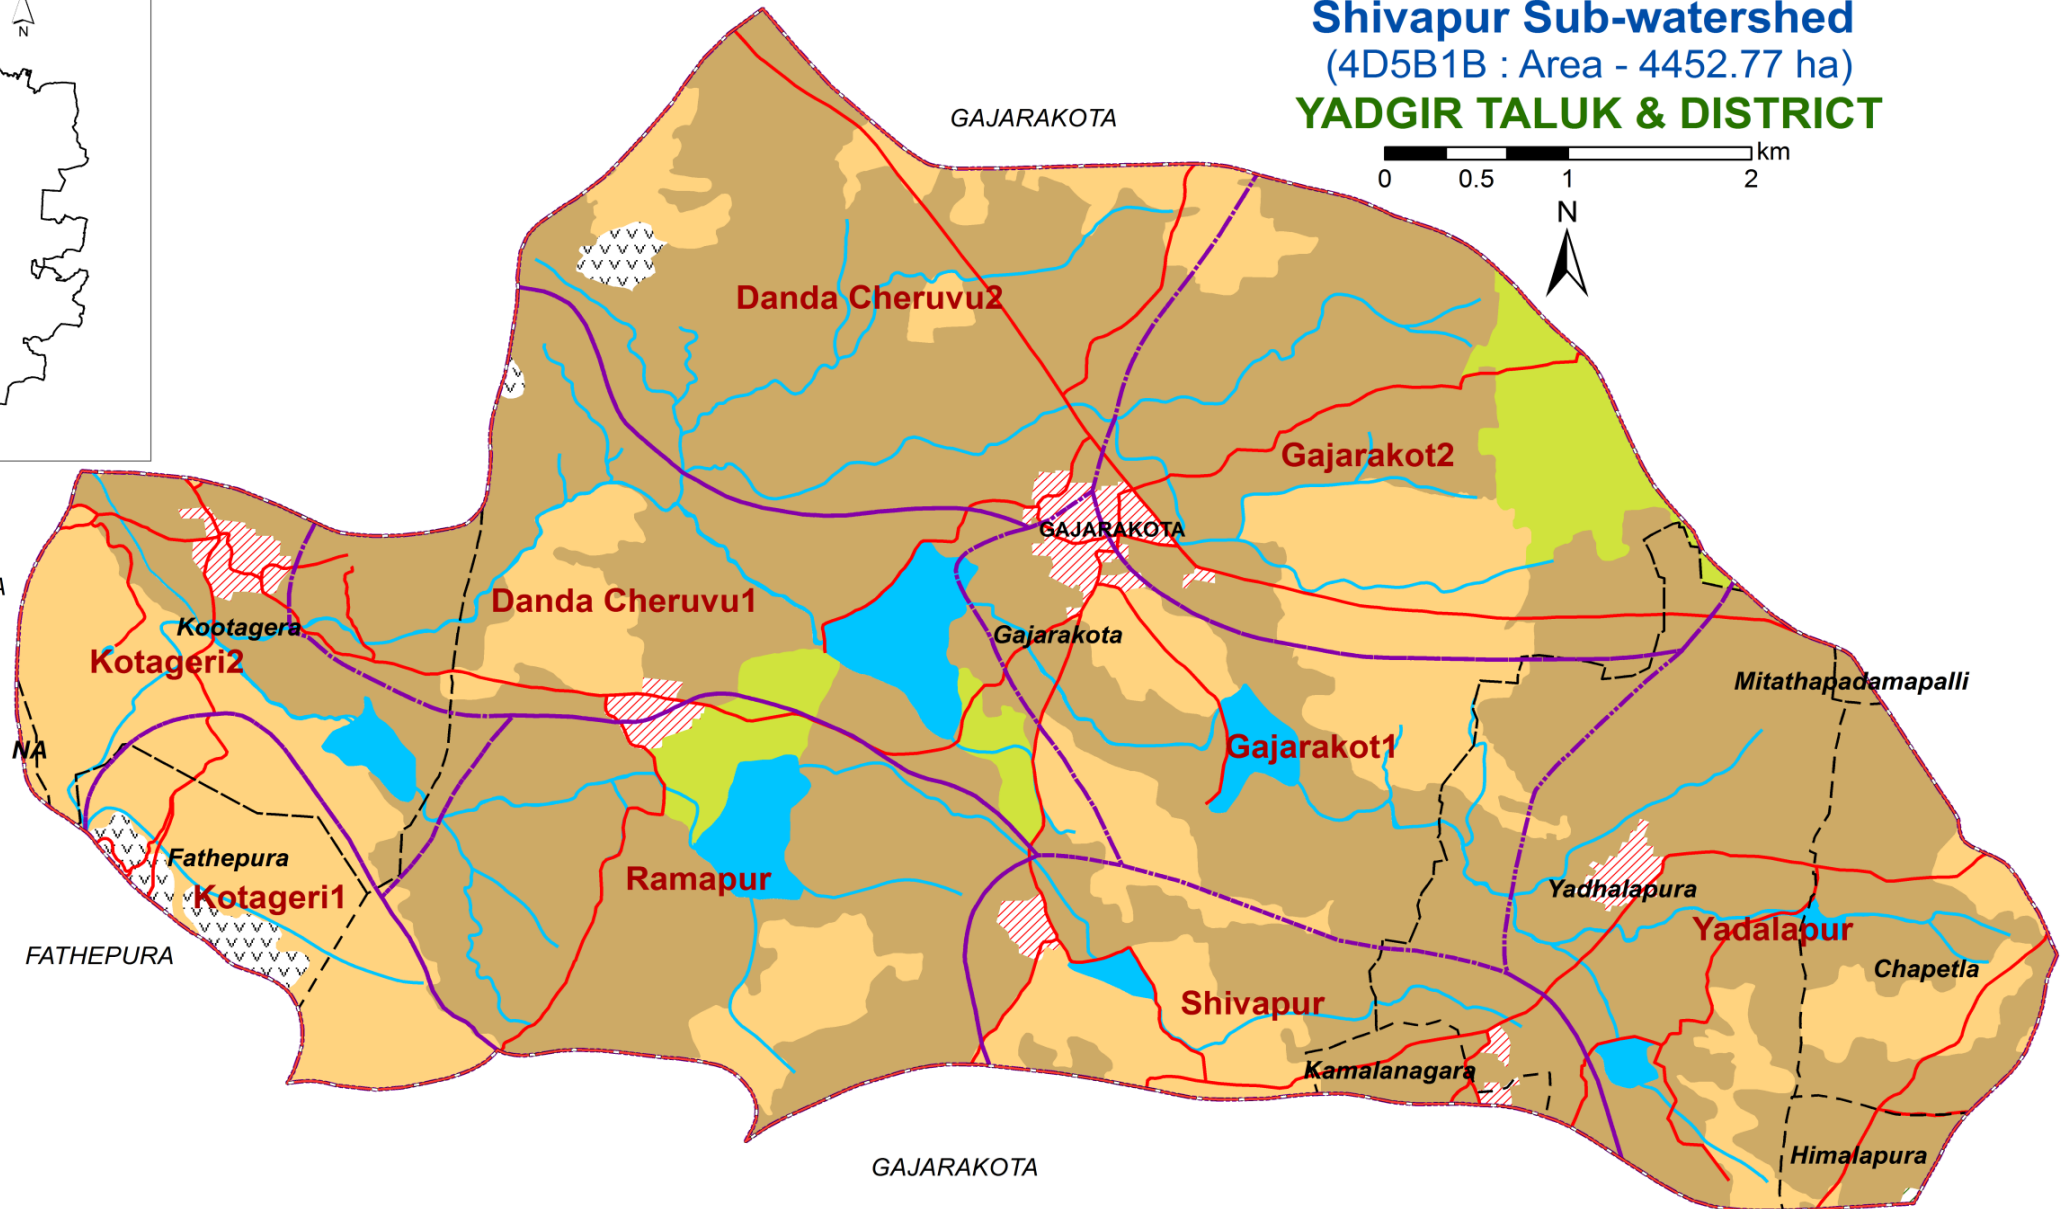 N
Shivapur Sub-watershed
(4D5B1B : Area - 4452.77 ha)
YADGIR TALUK & DISTRICT
km
0 0.5 1 2
N
GAJARAKOTA
Danda Cheruvu2
Gajarakot2
GAJARAKOTA
Danda Cheruvu1
Kootagera
Gajarakota
Kotageri2
Mitathapadamapalli
NA
Gajarakot1
Fathepura
Ramapur
Yadhalapura
Kotageri1
Yadalapur
FATHEPURA
Chapetla
Shivapur
Kamalanagara
Himalapura
GAJARAKOTA